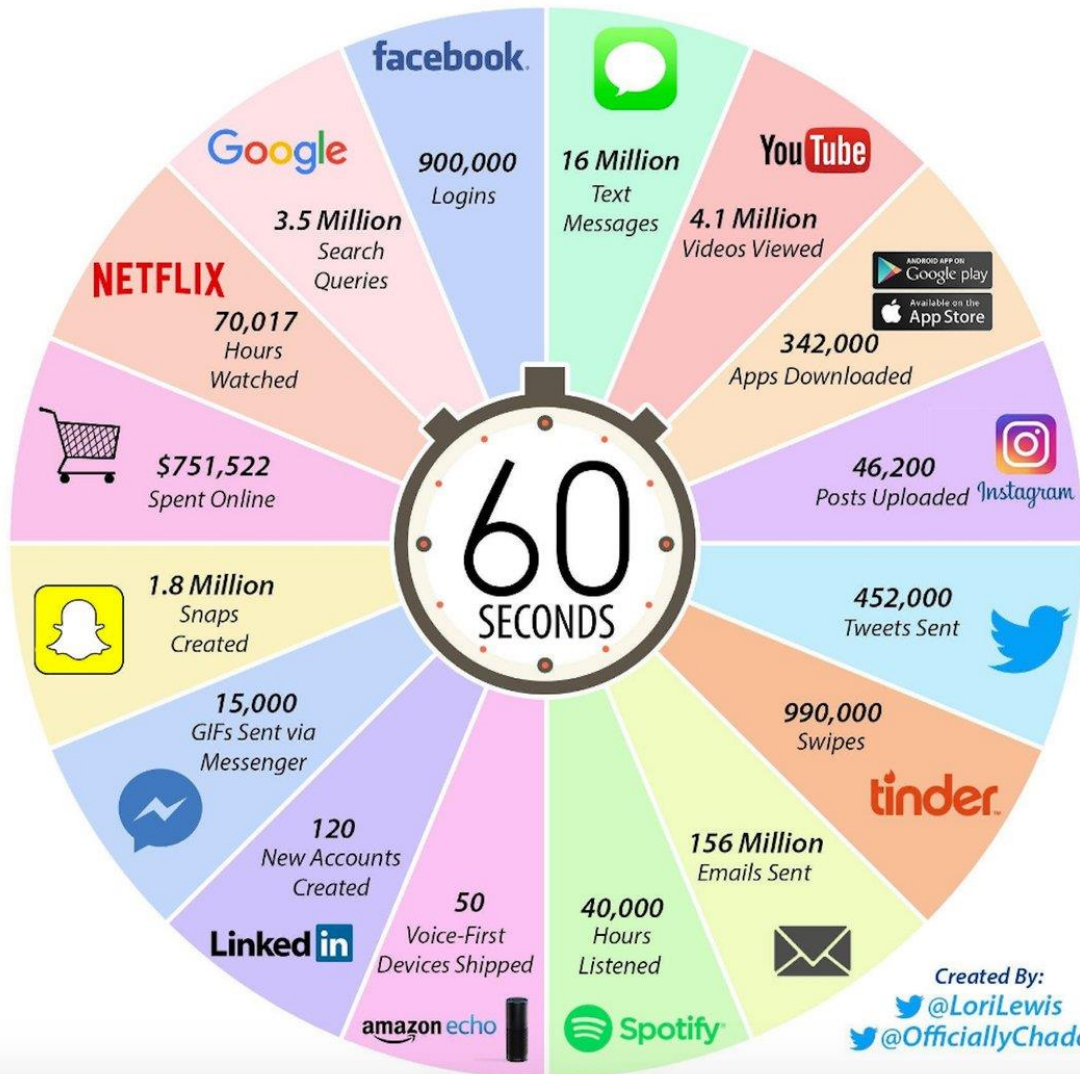 facebook.
900,000
Logins
16 Million
Text
Messages
YouTube
4.1 Million
Videos Viewed
ANDROID APP ON
Google play
Available on the
App Store
342,000
Apps Downloaded
46,200
Posts Uploaded
Instagram
452,000
Tweets Sent
990,000
Swipes
tinder
156 Million
Emails Sent
40,000
Hours
Listened
Spotify
50
Voice-First
Devices Shipped
amazon echo
120
New Accounts
Created
Linked in
15,000
GIFs Sent via
Messenger
1.8 Million
Snaps
Created
$751,522
Spent Online
NETFLIX
70,017
Hours
Watched
Google
3.5 Million
Search
Queries
60
SECONDS
Created By:
@LoriLewis
@OfficiallyChadd